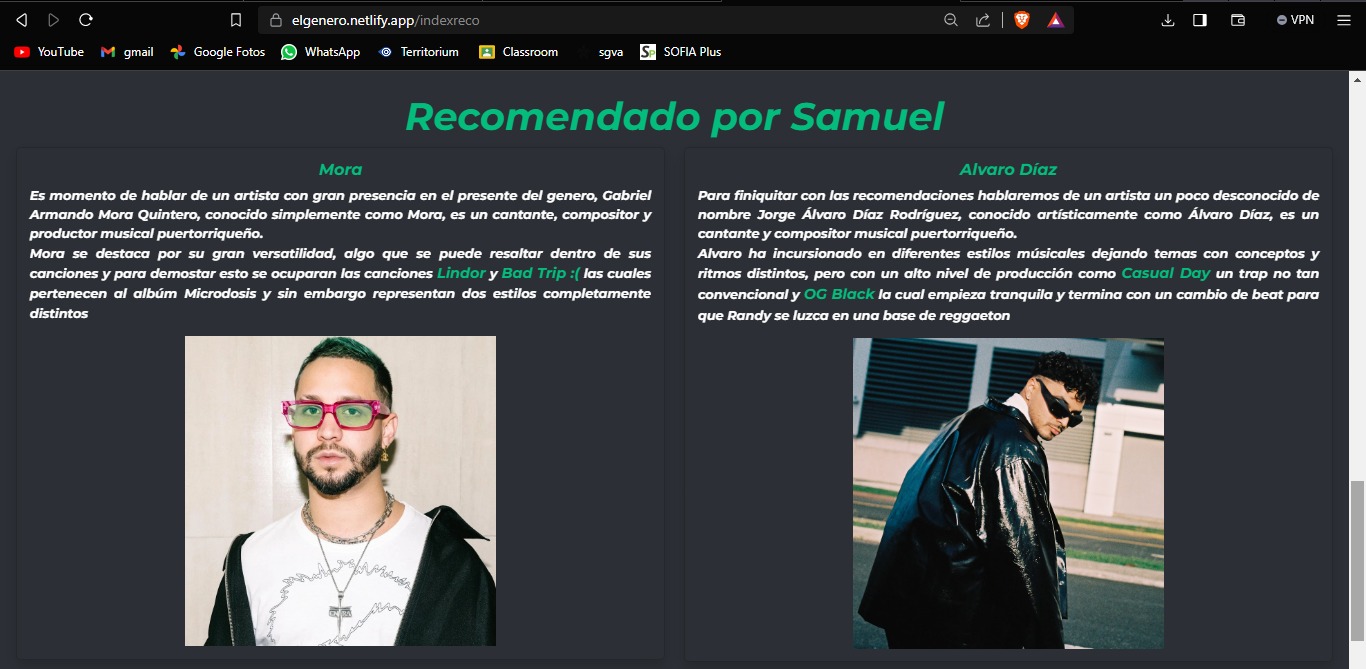 elgenero.netlify.app/indexreco
VPN
YouTube gmail Google Fotos WhatsApp Territorium Classroom sgva SOFIA Plus
Recomendado por Samuel
Mora
Es momento de hablar de un artista con gran presencia en el presente del genero, Gabriel
Armando Mora Quintero, conocido simplemente como Mora, es un cantante, compositor y
productor musical puertorriqueño.
Mora se destaca por su gran versatilidad, algo que se puede resaltar dentro de sus
canciones y para demostar esto se ocuparan las canciones Lindor y Bad Trip :( las cuales
pertenecen al albúm Microdosis y sin embargo representan dos estilos completamente
distintos
Alvaro Díaz
Para finiquitar con las recomendaciones hablaremos de un artista un poco desconocido de
nombre Jorge Álvaro Díaz Rodríguez, conocido artísticamente como Álvaro Díaz, es un
cantante y compositor musical puertorriqueño.
Alvaro ha incursionado en diferentes estilos músicales dejando temas con conceptos y
ritmos distintos, pero con un alto nivel de producción como Casual Day un trap no tan
convencional y OG Black la cual empieza tranquila y termina con un cambio de beat para
que Randy se luzca en una base de reggaeton